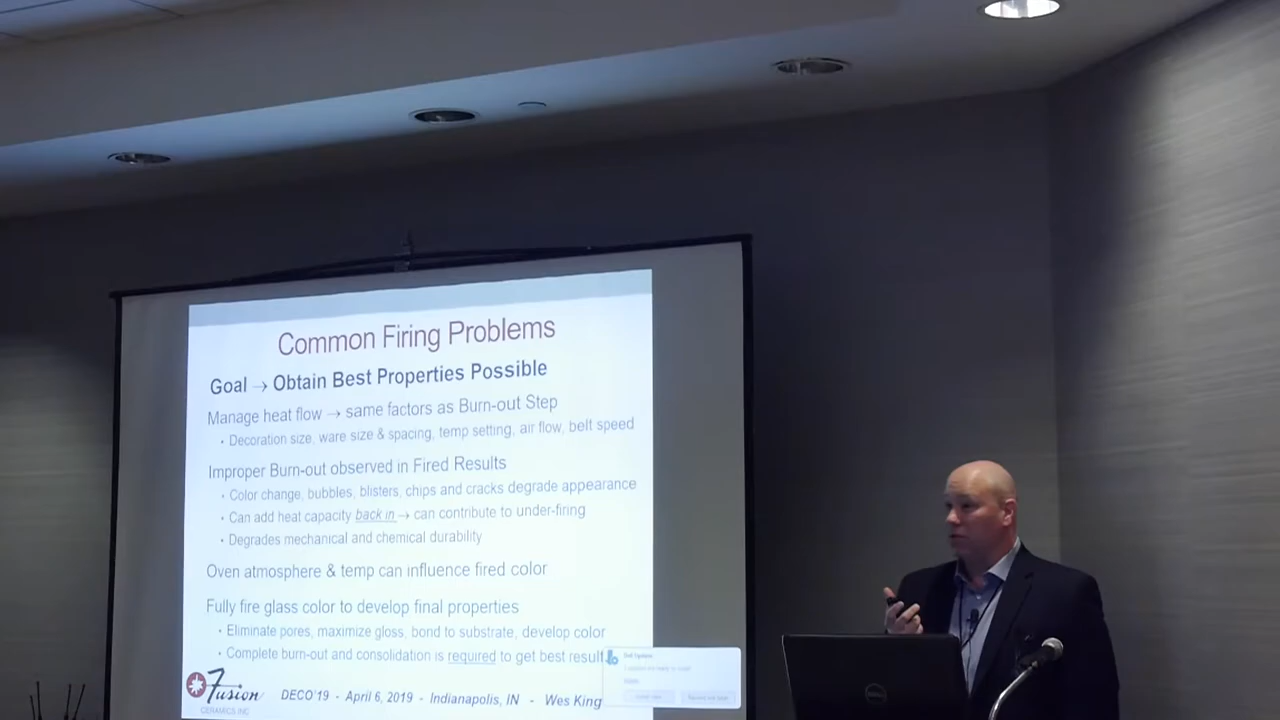 Common Firing Problems
Goal → Obtain Best Properties Possible
Manage heat flow → same factors as Burn-out Step
• Decoration size, ware size & spacing, temp setting, air flow, belt speed
Improper Burn-out observed in Fired Results
• Color change, bubbles, blisters, chips and cracks degrade appearance
• Can add heat capacity back in → can contribute to under-firing
• Degrades mechanical and chemical durability
Oven atmosphere & temp can influence fired color
Fully fire glass color to develop final properties
• Eliminate pores, maximize gloss, bond to substrate, develop color
• Complete burn-out and consolidation is required to get best result
Fusion
CERAMICS INC
DECO'19 - April 6, 2019 - Indianapolis, IN - Wes King
DELL